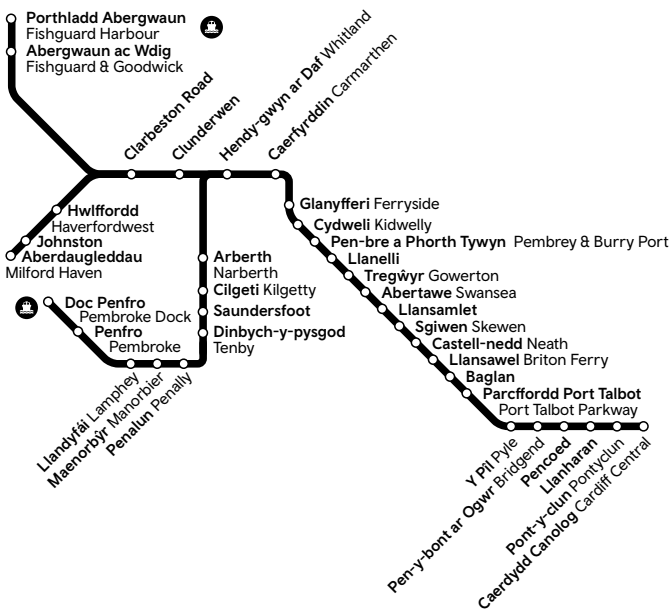 Porthladd Abergwaun
Fishguard Harbour
Abergwaun ac Wdig
Fishguard & Goodwick
Clarbeston Road
Clunderwen
Hendy-gwyn ar Daf Whitland
Caerfyrddin Carmarthen
Hwlffordd
Haverfordwest
Johnston
Aberdaugleddau
Milford Haven
Doc Penfro
Pembroke Dock
Penfro
Pembroke
Llandyfái Lamphey
Maenorbŷr Manorbier
Penalun Penally
Arberth
Narberth
Cilgeti Kilgetty
Saundersfoot
Dinbych-y-pysgod
Tenby
Glanyfferi Ferryside
Cydweli Kidwelly
Pen-bre a Phorth Tywyn Pembrey & Burry Port
Llanelli
Tregŵyr Gowerton
Abertawe Swansea
Llansamlet
Sgiwen Skewen
Castell-nedd Neath
Llansawel Briton Ferry
Baglan
Parcffordd Port Talbot
Port Talbot Parkway
Y Pîl Pyle
Pen-y-bont ar Ogwr Bridgend
Pencoed
Llanharan
Pont-y-clun Pontyclun
Caerdydd Canolog Cardiff Central